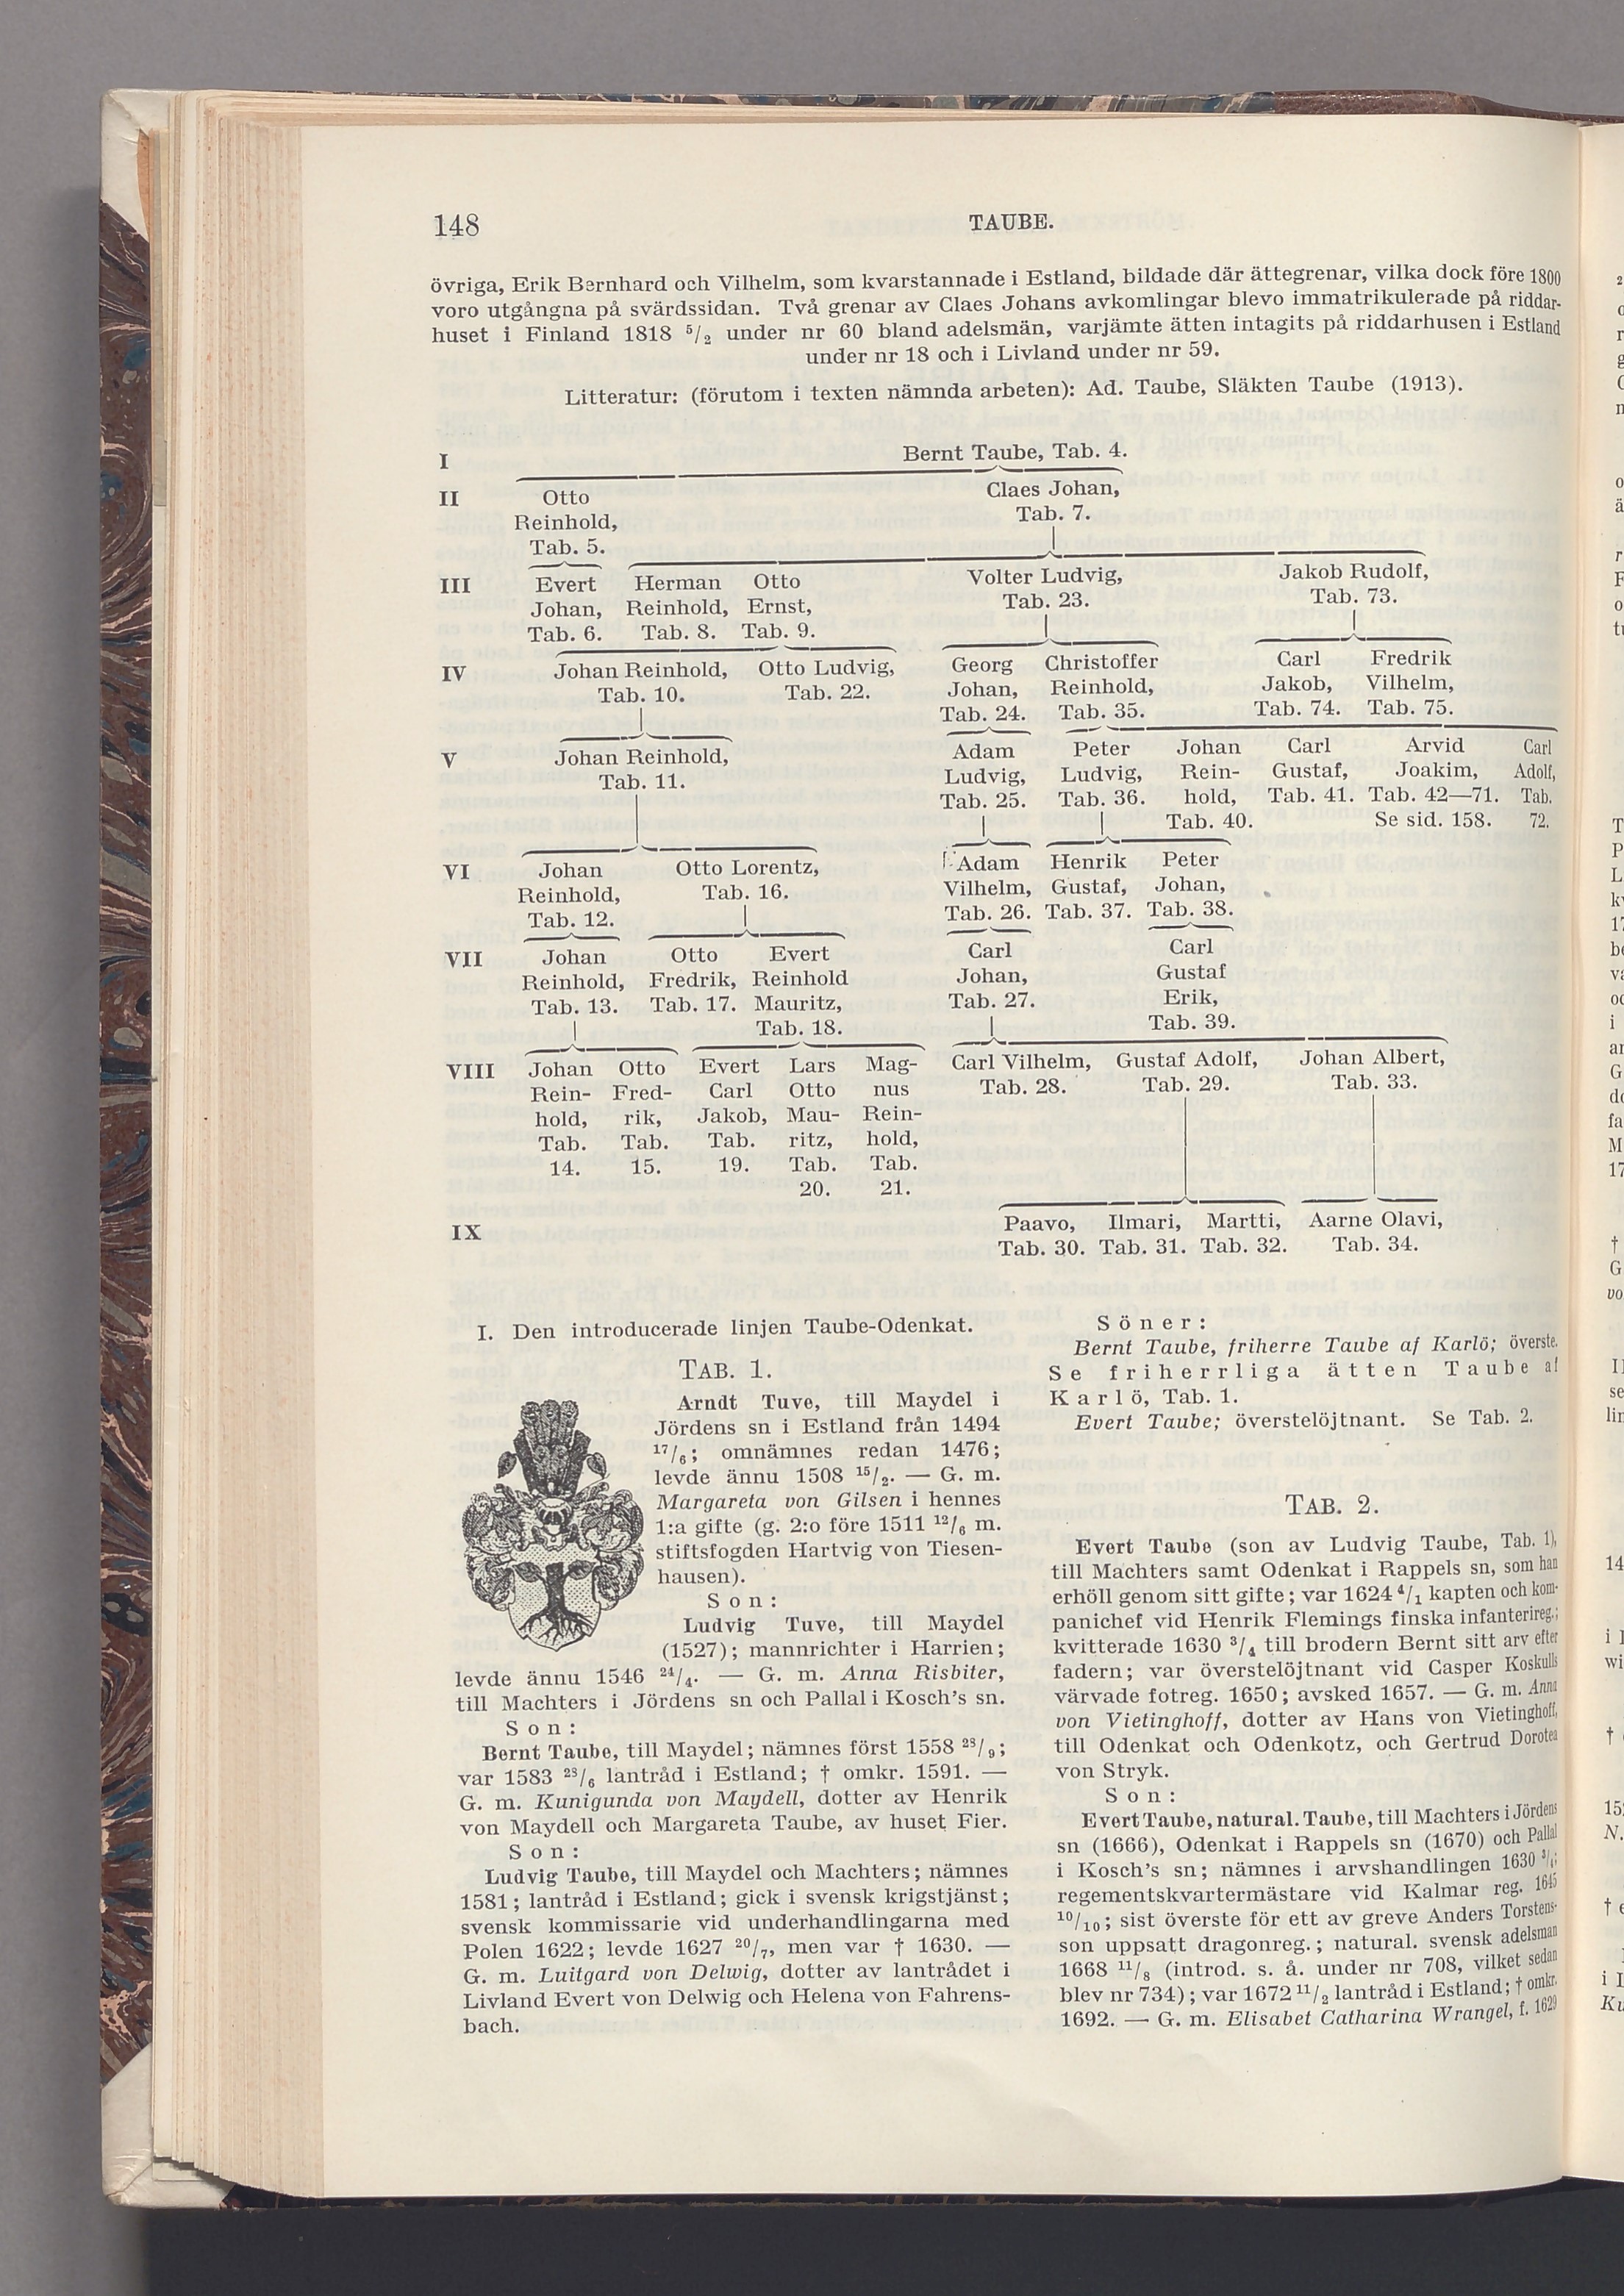 148
TAUBE.
övriga, Erik Bernhard och Vilhelm, som kvarstannade i Estland, bildade där ättegrenar, vilka dock före 1800
voro utgångna på svärdssidan. Två grenar av Claes Johans avkomlingar blevo immatrikulerade på riddar-
huset i Finland 1818 5/2 under nr 60 bland adelsmän, varjämte ätten intagits på riddarhusen i Estland
under nr 18 och i Livland under nr 59.
Litteratur: (förutom i texten nämnda arbeten): Ad. Taube, Släkten Taube (1913).
I Bernt Taube, Tab. 4.
II Otto Claes Johan,
Reinhold, Tab. 7.
Tab. 5.
III Evert Herman Otto Volter Ludvig, Jakob Rudolf,
Johan, Reinhold, Ernst, Tab. 23. Tab. 73.
Tab. 6. Tab. 8. Tab. 9.
IV Johan Reinhold, Otto Ludvig, Georg Christoffer Carl Fredrik
Tab. 10. Tab. 22. Johan, Reinhold, Jakob, Vilhelm,
Tab. 24. Tab. 35. Tab. 74. Tab. 75.
V Johan Reinhold, Adam Peter Johan Carl Arvid Carl
Tab. 11. Ludvig, Ludvig, Rein- Gustaf, Joakim, Adolf,
Tab. 25. Tab. 36. hold, Tab. 41. Tab. 42—71. Tab.
Tab. 40. Se sid. 158. 72.
VI Johan Otto Lorentz, Adam Henrik Peter
Reinhold, Tab. 16. Vilhelm, Gustaf, Johan,
Tab. 12. Tab. 26. Tab. 37. Tab. 38.
VII Johan Otto Evert Carl Carl
Reinhold, Fredrik, Reinhold Johan, Gustaf
Tab. 13. Tab. 17. Mauritz, Tab. 27. Erik,
Tab. 18. Tab. 39.
VIII Johan Otto Evert Lars Mag- Carl Vilhelm, Gustaf Adolf, Johan Albert,
Rein- Fred- Carl Otto nus Tab. 28. Tab. 29. Tab. 33.
hold, rik, Jakob, Mau- Rein-
Tab. Tab. Tab. ritz, hold,
14. 15. 19. Tab. Tab.
20. 21.
IX Paavo, Ilmari, Martti, Aarne Olavi,
Tab. 30. Tab. 31. Tab. 32. Tab. 34.
I. Den introducerade linjen Taube-Odenkat.
TAB. 1.
Arndt Tuve, till Maydel i
Jördens sn i Estland från 1494
17/6; omnämnes redan 1476;
levde ännu 1508 15/2. — G. m.
Margareta von Gilsen i hennes
1:a gifte (g. 2:o före 1511 12/6 m.
stiftsfogden Hartvig von Tiesen-
hausen).
Son:
Ludvig Tuve, till Maydel
(1527); mannrichter i Harrien;
levde ännu 1546 24/4. — G. m. Anna Risbiter,
till Machters i Jördens sn och Pallal i Kosch's sn.
Son:
Bernt Taube, till Maydel; nämnes först 1558 28/9;
var 1583 23/6 lantråd i Estland; † omkr. 1591. —
G. m. Kunigunda von Maydell, dotter av Henrik
von Maydell och Margareta Taube, av huset Fier.
Son:
Ludvig Taube, till Maydel och Machters; nämnes
1581; lantråd i Estland; gick i svensk krigstjänst;
svensk kommissarie vid underhandlingarna med
Polen 1622; levde 1627 20/7, men var † 1630. —
G. m. Luitgard von Delwig, dotter av lantrådet i
Livland Evert von Delwig och Helena von Fahrens-
bach.
Söner:
Bernt Taube, friherre Taube af Karlö; överste.
Se friherrliga ätten Taube af
Karlö, Tab. 1.
Evert Taube; överstelöjtnant. Se Tab. 2.
TAB. 2.
Evert Taube (son av Ludvig Taube, Tab. 1),
till Machters samt Odenkat i Rappels sn, som han
erhöll genom sitt gifte; var 1624 4/1 kapten och kom-
panichef vid Henrik Flemings finska infanterireg.;
kvitterade 1630 3/4 till brodern Bernt sitt arv efter
fadern; var överstelöjtnant vid Casper Koskulls
värvade fotreg. 1650; avsked 1657. — G. m. Anna
von Vietinghoff, dotter av Hans von Vietinghoff,
till Odenkat och Odenkotz, och Gertrud Dorotea
von Stryk.
Son:
Evert Taube, natural. Taube, till Machters i Jördens
sn (1666), Odenkat i Rappels sn (1670) och Pallal
i Kosch's sn; nämnes i arvshandlingen 1630 3/4;
regementskvartermästare vid Kalmar reg. 1645
10/10; sist överste för ett av greve Anders Torstens-
son uppsatt dragonreg.; natural. svensk adelsman
1668 11/8 (introd. s. å. under nr 708, vilket sedan
blev nr 734); var 1672 11/2 lantråd i Estland; † omkr.
1692. — G. m. Elisabet Catharina Wrangel, f. 1629